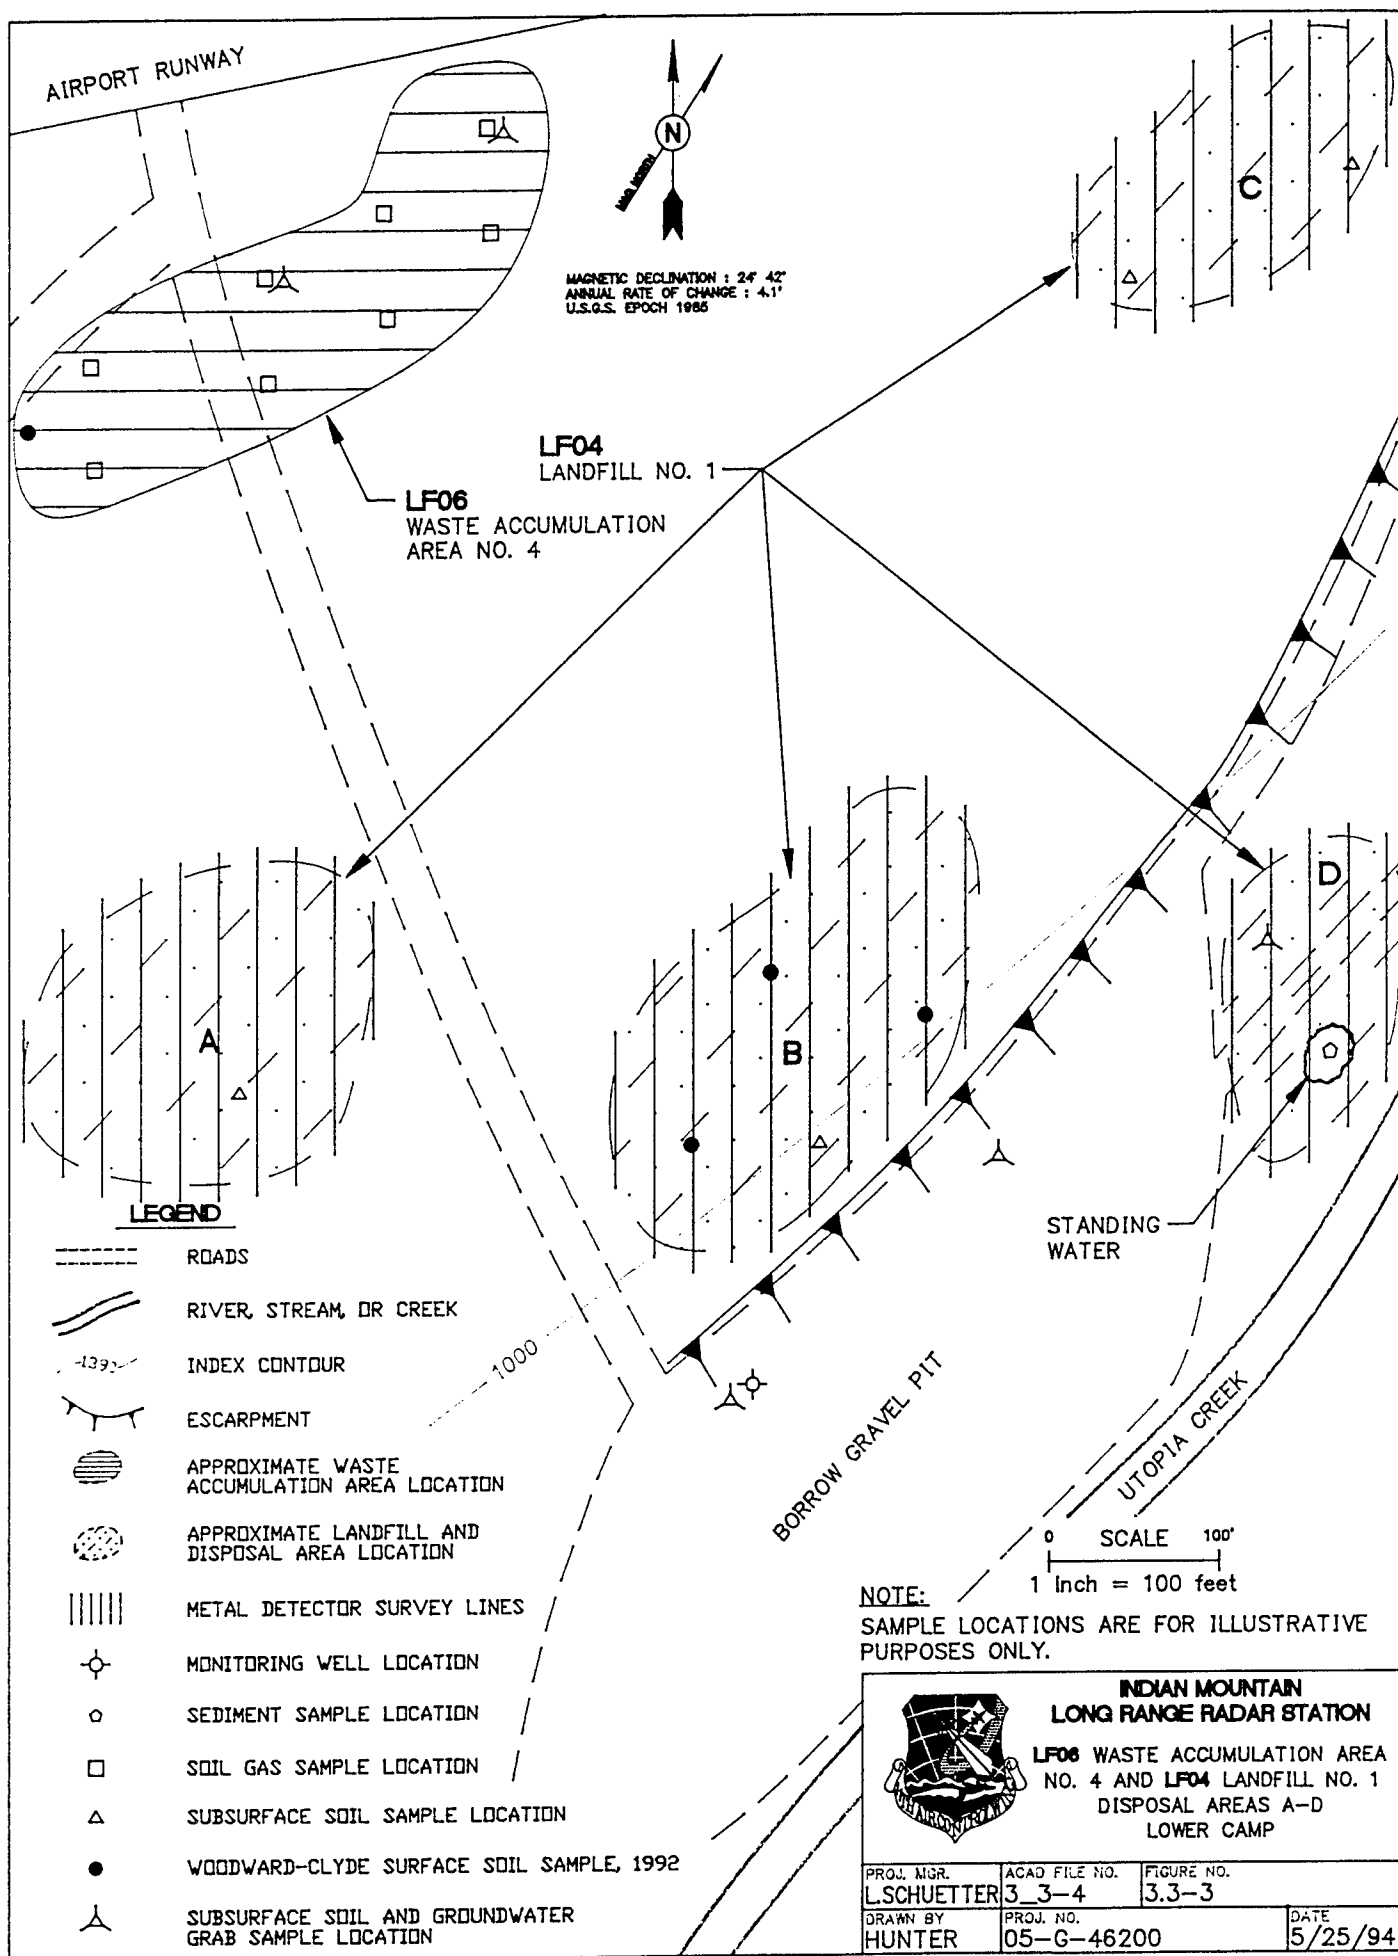 AIRPORT RUNWAY
N
MAG NORTH
MAGNETIC DECLINATION : 24° 42'
ANNUAL RATE OF CHANGE : 4.1'
U.S.G.S. EPOCH 1985
C
LF04
LANDFILL NO. 1
LF06
WASTE ACCUMULATION
AREA NO. 4
D
A
B
STANDING
WATER
1000
BORROW GRAVEL PIT
UTOPIA CREEK
LEGEND
ROADS
RIVER, STREAM, OR CREEK
INDEX CONTOUR
ESCARPMENT
APPROXIMATE WASTE
ACCUMULATION AREA LOCATION
APPROXIMATE LANDFILL AND
DISPOSAL AREA LOCATION
METAL DETECTOR SURVEY LINES
MONITORING WELL LOCATION
SEDIMENT SAMPLE LOCATION
SOIL GAS SAMPLE LOCATION
SUBSURFACE SOIL SAMPLE LOCATION
WOODWARD-CLYDE SURFACE SOIL SAMPLE, 1992
SUBSURFACE SOIL AND GROUNDWATER
GRAB SAMPLE LOCATION
0 SCALE 100'
1 inch = 100 feet
NOTE:
SAMPLE LOCATIONS ARE FOR ILLUSTRATIVE
PURPOSES ONLY.
INDIAN MOUNTAIN
LONG RANGE RADAR STATION
LF06 WASTE ACCUMULATION AREA
NO. 4 AND LF04 LANDFILL NO. 1
DISPOSAL AREAS A-D
LOWER CAMP
PROJ. MGR.
L.SCHUETTER
ACAD FILE NO.
3_3-4
FIGURE NO.
3.3-3
DRAWN BY
HUNTER
PROJ. NO.
05-G-46200
DATE
5/25/94